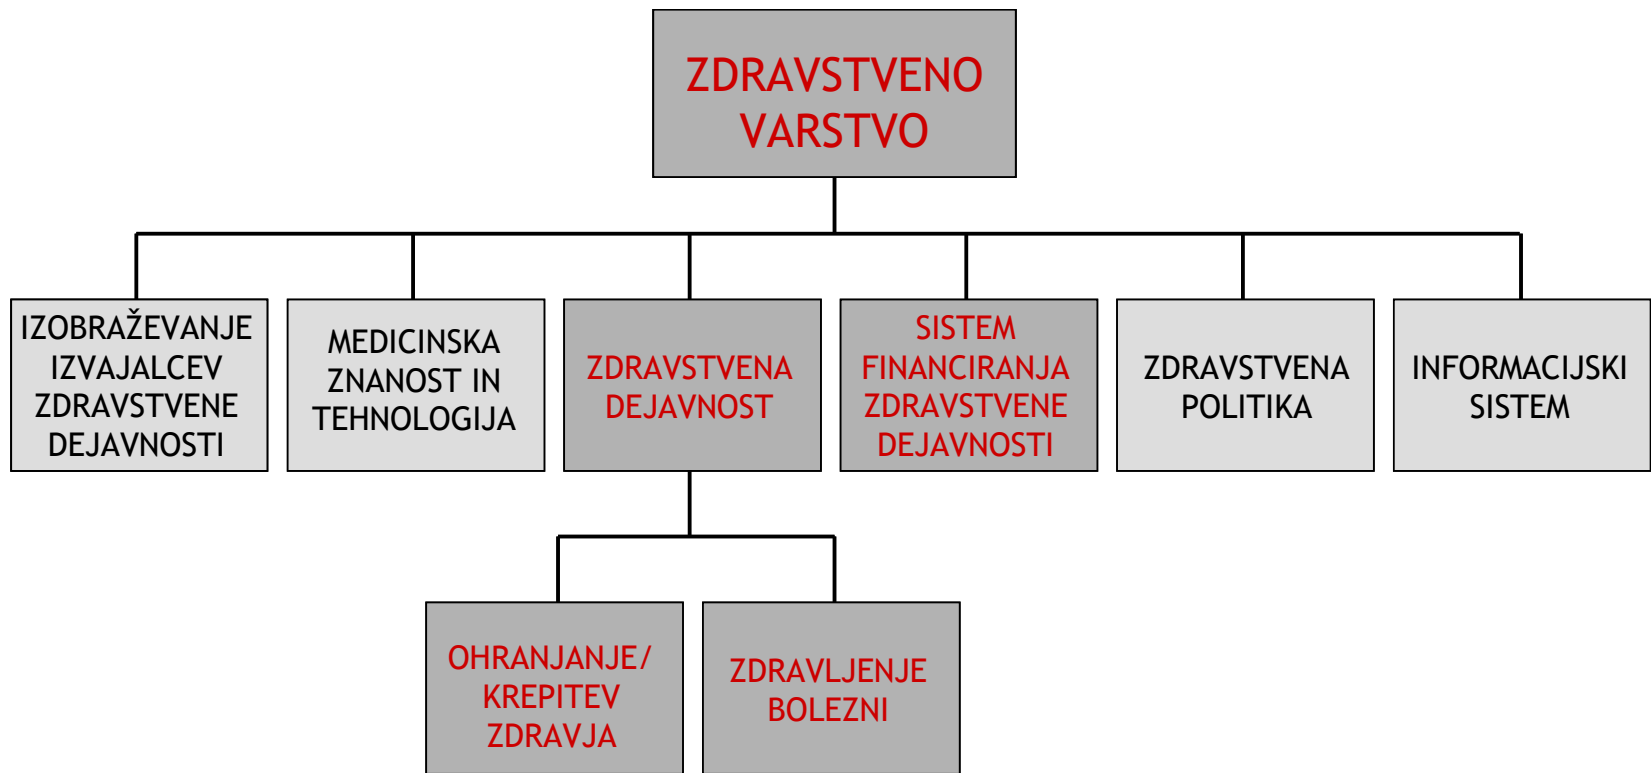 ZDRAVSTVENO
VARSTVO
IZOBRAŽEVANJE
IZVAJALCEV
ZDRAVSTVENE
DEJAVNOSTI
MEDICINSKA
ZNANOST IN
TEHNOLOGIJA
ZDRAVSTVENA
DEJAVNOST
SISTEM
FINANCIRANJA
ZDRAVSTVENE
DEJAVNOSTI
ZDRAVSTVENA
POLITIKA
INFORMACIJSKI
SISTEM
OHRANJANJE/
KREPITEV
ZDRAVJA
ZDRAVLJENJE
BOLEZNI